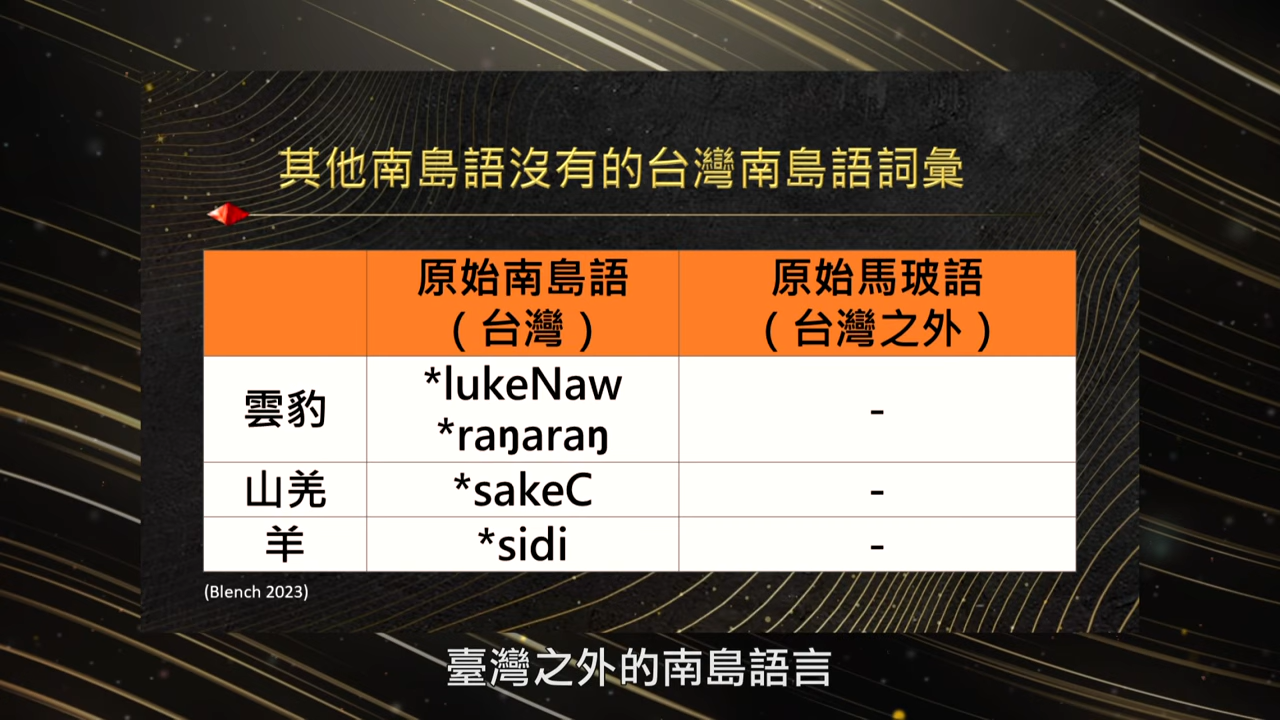 其他南島語沒有的台灣南島語詞彙
原始南島語
（台灣）
原始馬玻語
（台灣之外）
雲豹
*lukeNaw
*raŋaraŋ
-
山羌
*sakeC
-
羊
*sidi
-
(Blench 2023)
臺灣之外的南島語言